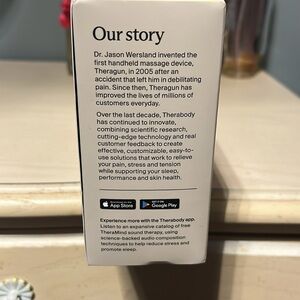 Our story
Dr. Jason Wersland invented the
first handheld massage device,
Theragun, in 2005 after an
accident that left him in debilitating
pain. Since then, Theragun has
improved the lives of millions of
customers everyday.
Over the last decade, Therabody
has continued to innovate,
combining scientific research,
cutting-edge technology and real
customer feedback to create
effective, customizable, easy-to-
use solutions that work to relieve
your pain, stress and tension
while supporting your sleep,
performance and skin health.
App Store
Google Play
Experience more with the Therabody app.
Listen to an expansive catalog of free
TheraMind sound therapy, using
science-backed audio composition
techniques to help reduce stress and
promote sleep.